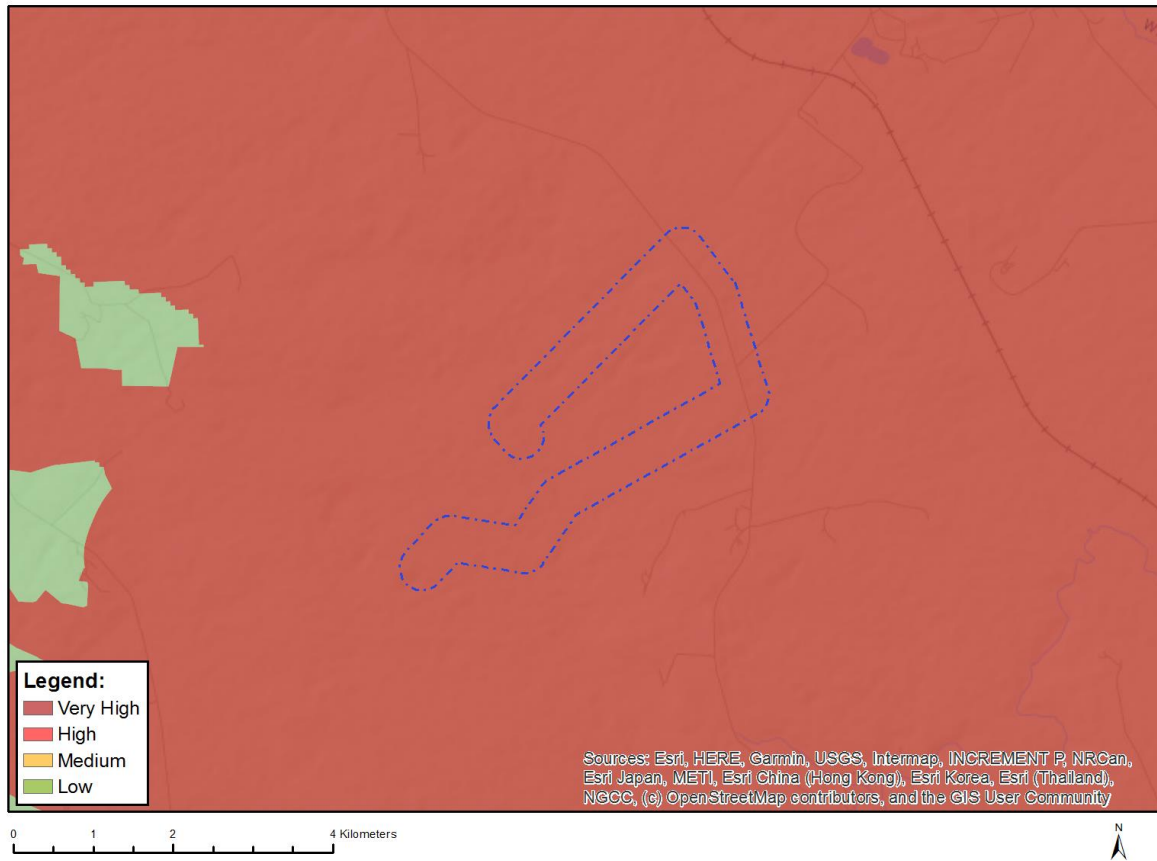 W
Legend:
Very High
High
Medium
Low
Sources: Esri, HERE, Garmin, USGS, Intermap, INCREMENT P, NRCan,
Esri Japan, METI, Esri China (Hong Kong), Esri Korea, Esri (Thailand),
NGCC, (c) OpenStreetMap contributors, and the GIS User Community
0 1 2 4 Kilometers
N